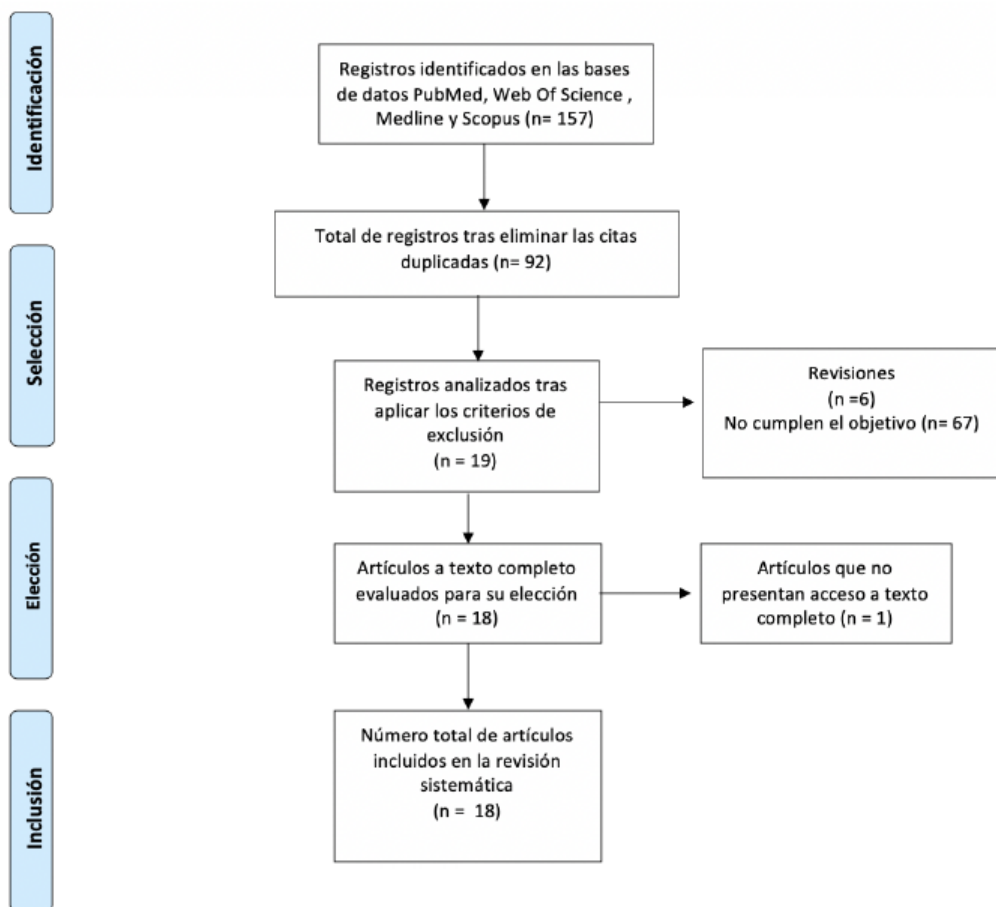 Identificación
Registros identificados en las bases
de datos PubMed, Web Of Science ,
Medline y Scopus (n= 157)
Total de registros tras eliminar las citas
duplicadas (n= 92)
Selección
Registros analizados tras
aplicar los criterios de
exclusión
(n = 19)
Revisiones
(n =6)
No cumplen el objetivo (n= 67)
Elección
Artículos a texto completo
evaluados para su elección
(n = 18)
Artículos que no
presentan acceso a texto
completo (n = 1)
Inclusión
Número total de artículos
incluidos en la revisión
sistemática
(n =  18)